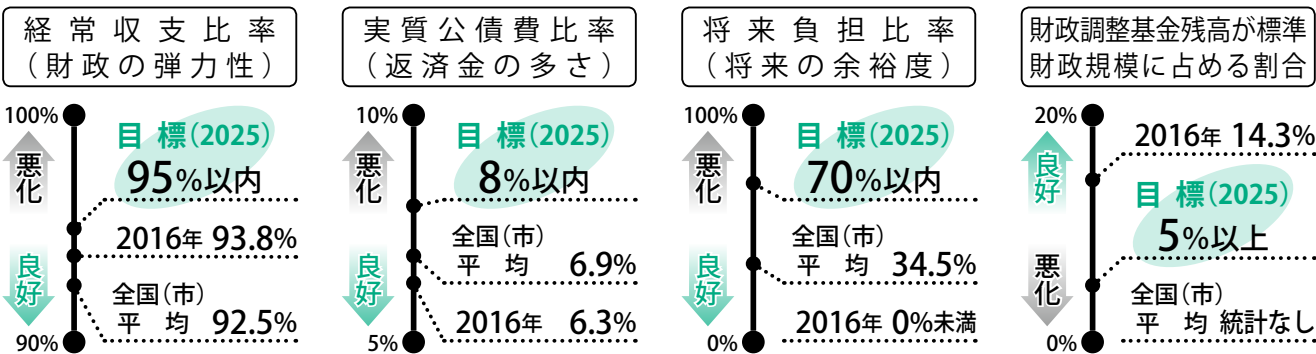 経常収支比率
（財政の弾力性）
100%
悪化
目標（2025）
95%以内
2016年 93.8%
良好
全国（市）
平均 92.5%
90%
実質公債費比率
（返済金の多さ）
10%
悪化
目標（2025）
8%以内
全国（市）
平均 6.9%
良好
2016年 6.3%
5%
将来負担比率
（将来の余裕度）
100%
悪化
目標（2025）
70%以内
全国（市）
平均 34.5%
良好
2016年 0%未満
0%
財政調整基金残高が標準
財政規模に占める割合
20%
2016年 14.3%
良好
目標（2025）
5%以上
悪化
全国（市）
平均 統計なし
0%